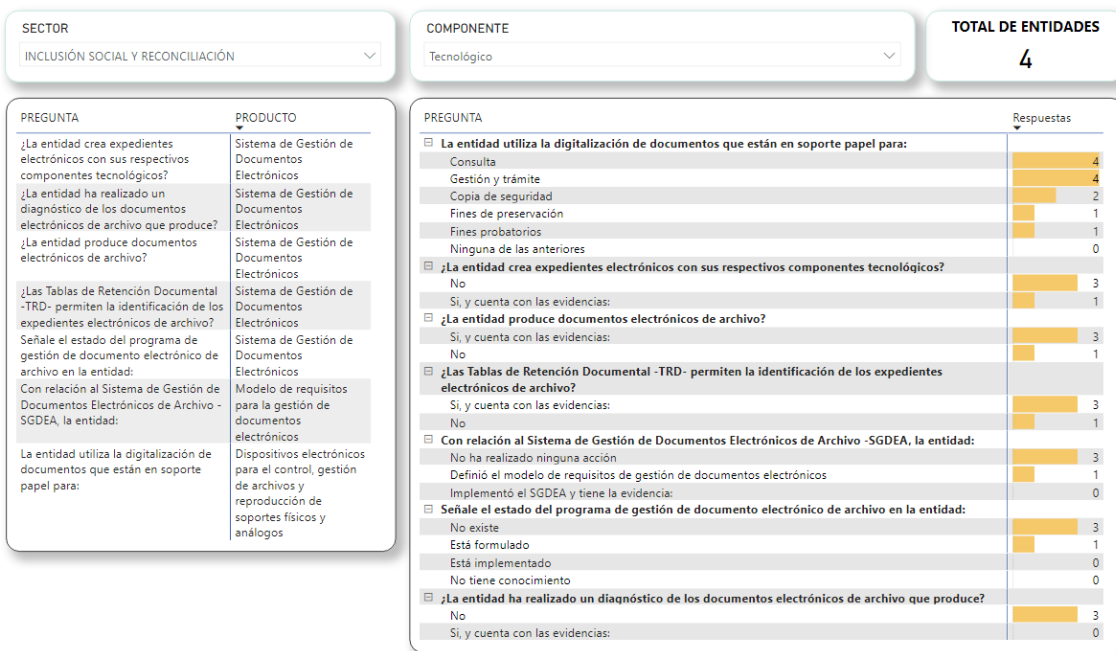 SECTOR
INCLUSIÓN SOCIAL Y RECONCILIACIÓN
COMPONENTE
Tecnológico
TOTAL DE ENTIDADES
4
PREGUNTA PRODUCTO
¿La entidad crea expedientes
electrónicos con sus respectivos
componentes tecnológicos?
Sistema de Gestión de
Documentos
Electrónicos
¿La entidad ha realizado un
diagnóstico de los documentos
electrónicos de archivo que produce?
Sistema de Gestión de
Documentos
Electrónicos
¿La entidad produce documentos
electrónicos de archivo?
Sistema de Gestión de
Documentos
Electrónicos
¿Las Tablas de Retención Documental
-TRD- permiten la identificación de los
expedientes electrónicos de archivo?
Sistema de Gestión de
Documentos
Electrónicos
Señale el estado del programa de
gestión de documento electrónico de
archivo en la entidad:
Sistema de Gestión de
Documentos
Electrónicos
Con relación al Sistema de Gestión de
Documentos Electrónicos de Archivo -
SGDEA, la entidad:
Modelo de requisitos
para la gestión de
documentos
electrónicos
La entidad utiliza la digitalización de
documentos que están en soporte
papel para:
Dispositivos electrónicos
para el control, gestión
de archivos y
reproducción de
soportes físicos y
análogos
PREGUNTA Respuestas
La entidad utiliza la digitalización de documentos que están en soporte papel para:
Consulta 4
Gestión y trámite 4
Copia de seguridad 2
Fines de preservación 1
Fines probatorios 1
Ninguna de las anteriores 0
¿La entidad crea expedientes electrónicos con sus respectivos componentes tecnológicos?
No 3
Si, y cuenta con las evidencias: 1
¿La entidad produce documentos electrónicos de archivo?
Si, y cuenta con las evidencias: 3
No 1
¿Las Tablas de Retención Documental -TRD- permiten la identificación de los expedientes
electrónicos de archivo?
Si, y cuenta con las evidencias: 3
No 1
Con relación al Sistema de Gestión de Documentos Electrónicos de Archivo -SGDEA, la entidad:
No ha realizado ninguna acción 3
Definió el modelo de requisitos de gestión de documentos electrónicos 1
Implementó el SGDEA y tiene la evidencia: 0
Señale el estado del programa de gestión de documento electrónico de archivo en la entidad:
No existe 3
Está formulado 1
Está implementado 0
No tiene conocimiento 0
¿La entidad ha realizado un diagnóstico de los documentos electrónicos de archivo que produce?
No 3
Si, y cuenta con las evidencias: 0